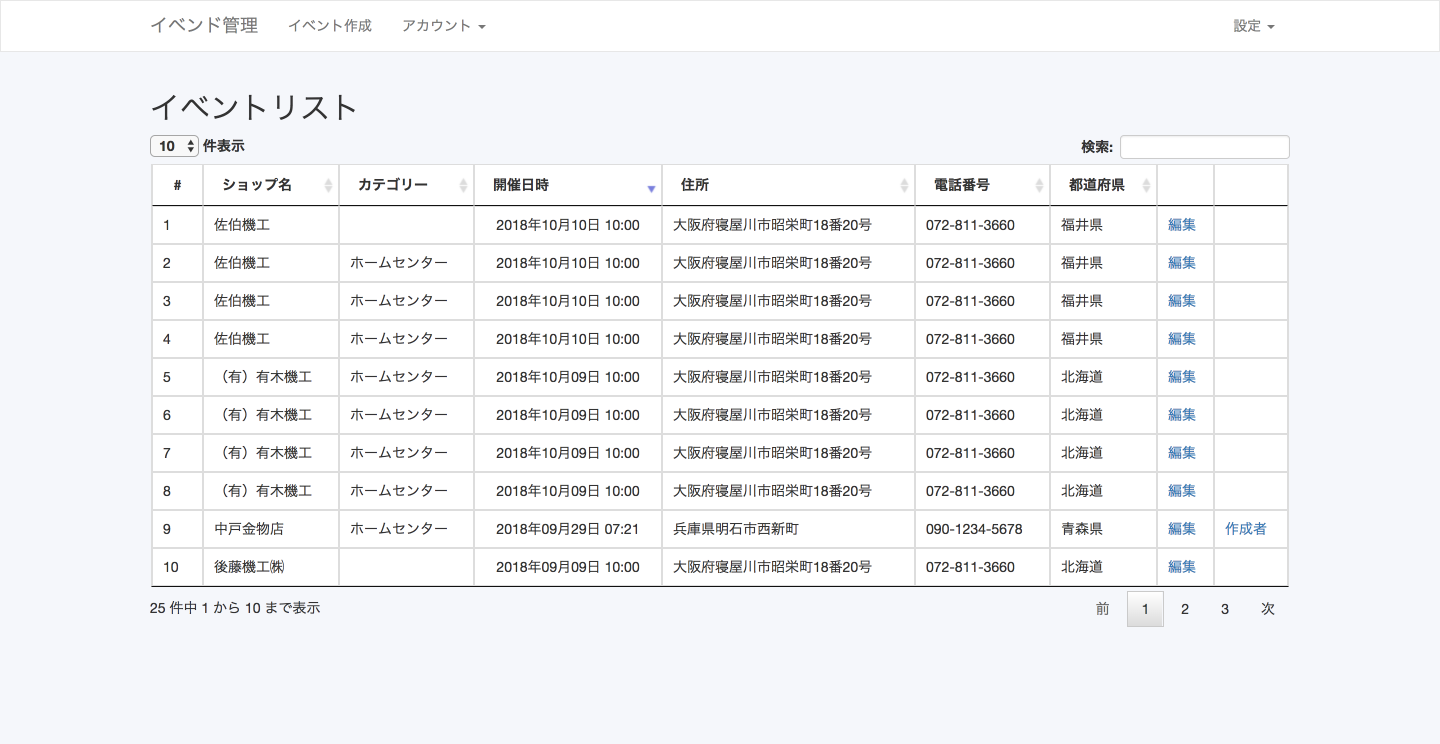 イベンド管理 イベント作成 アカウント 設定
イベントリスト
10 件表示 検索:
# ショップ名 カテゴリー 開催日時 住所 電話番号 都道府県
1 佐伯機工 2018年10月10日 10:00 大阪府寝屋川市昭栄町18番20号 072-811-3660 福井県 編集
2 佐伯機工 ホームセンター 2018年10月10日 10:00 大阪府寝屋川市昭栄町18番20号 072-811-3660 福井県 編集
3 佐伯機工 ホームセンター 2018年10月10日 10:00 大阪府寝屋川市昭栄町18番20号 072-811-3660 福井県 編集
4 佐伯機工 ホームセンター 2018年10月10日 10:00 大阪府寝屋川市昭栄町18番20号 072-811-3660 福井県 編集
5 （有）有木機工 ホームセンター 2018年10月09日 10:00 大阪府寝屋川市昭栄町18番20号 072-811-3660 北海道 編集
6 （有）有木機工 ホームセンター 2018年10月09日 10:00 大阪府寝屋川市昭栄町18番20号 072-811-3660 北海道 編集
7 （有）有木機工 ホームセンター 2018年10月09日 10:00 大阪府寝屋川市昭栄町18番20号 072-811-3660 北海道 編集
8 （有）有木機工 ホームセンター 2018年10月09日 10:00 大阪府寝屋川市昭栄町18番20号 072-811-3660 北海道 編集
9 中戸金物店 ホームセンター 2018年09月29日 07:21 兵庫県明石市西新町 090-1234-5678 青森県 編集 作成者
10 後藤機工㈱ 2018年09月09日 10:00 大阪府寝屋川市昭栄町18番20号 072-811-3660 北海道 編集
25 件中 1 から 10 まで表示 前 1 2 3 次